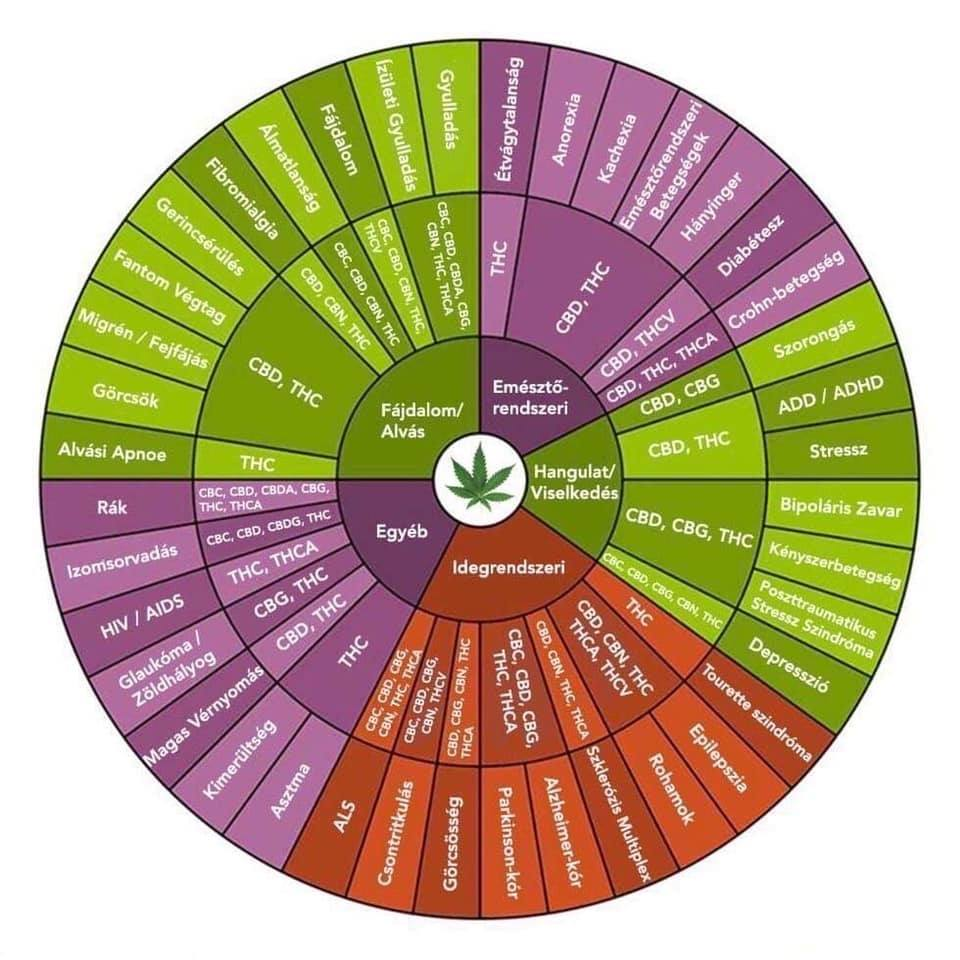 Emésztő-
rendszeri
THC
CBD, THC
CBD, THCV
CBD, THC, THCA
Étvágytalanság
Anorexia
Kachexia
Emésztőrendszeri
Betegségek
Hányinger
Diabétesz
Crohn-betegség
Hangulat/
Viselkedés
CBD, CBG
CBD, THC
CBD, CBG, THC
CBC, CBD, CBG, CBN, THC
Szorongás
ADD / ADHD
Stressz
Bipoláris Zavar
Kényszerbetegség
Poszttraumatikus
Stressz Szindróma
Depresszió
Idegrendszeri
THC
CBD, CBN, THC
THCA, THCV
CBD, CBN, THC, THCA
CBC, CBD, CBG,
THC, THCA
CBD, CBG, CBN, THC
THCA
CBC, CBD, CBG,
CBN, THCV
CBC, CBD, CBG,
CBN, THC, THCA
Tourette szindróma
Epilepszia
Rohamok
Szklerózis Multiplex
Alzheimer-kór
Parkinson-kór
Görcsösség
Csontritkulás
ALS
Egyéb
THC
CBD, THC
CBG, THC
THC, THCA
CBC, CBD, CBDG, THC
CBC, CBD, CBDA, CBG,
THC, THCA
Asztma
Kimerültség
Magas Vérnyomás
Glaukóma /
Zöldhályog
HIV / AIDS
Izomsorvadás
Rák
Fájdalom/
Alvás
THC
CBD, THC
CBD, CBN, THC
CBC, CBD, CBN, THC
CBC, CBD, CBN, THC,
THCV
CBC, CBD, CBDA, CBG,
CBN, THC, THCA
Alvási Apnoe
Görcsök
Migrén / Fejfájás
Fantom Végtag
Gerincsérülés
Fibromialgia
Álmatlanság
Fájdalom
Ízületi Gyulladás
Gyulladás